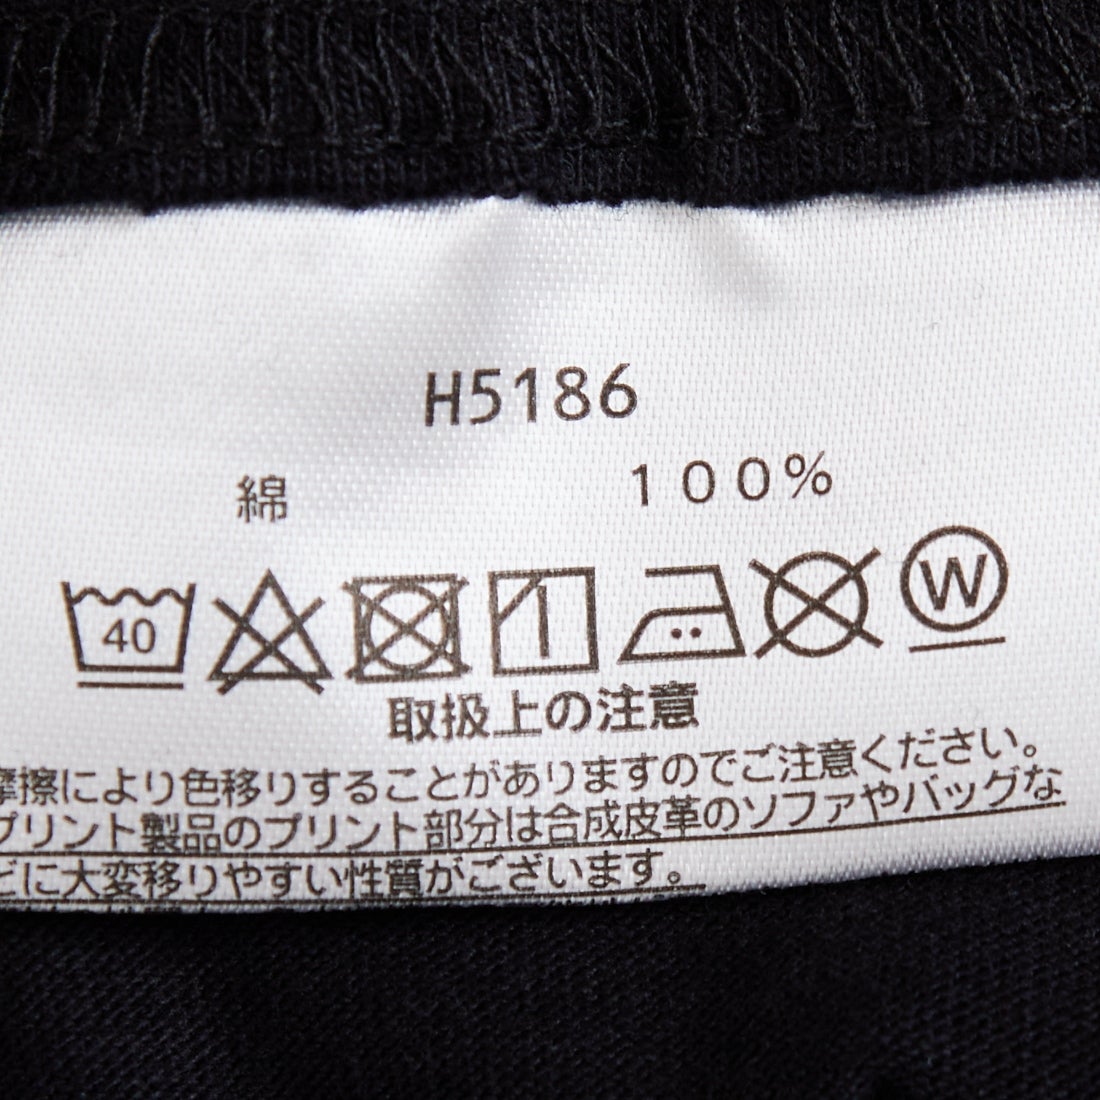 H5186
綿 100%
40
W
取扱上の注意
摩擦により色移りすることがありますのでご注意ください。
プリント製品のプリント部分は合成皮革のソファやバッグな
どに大変移りやすい性質がございます。